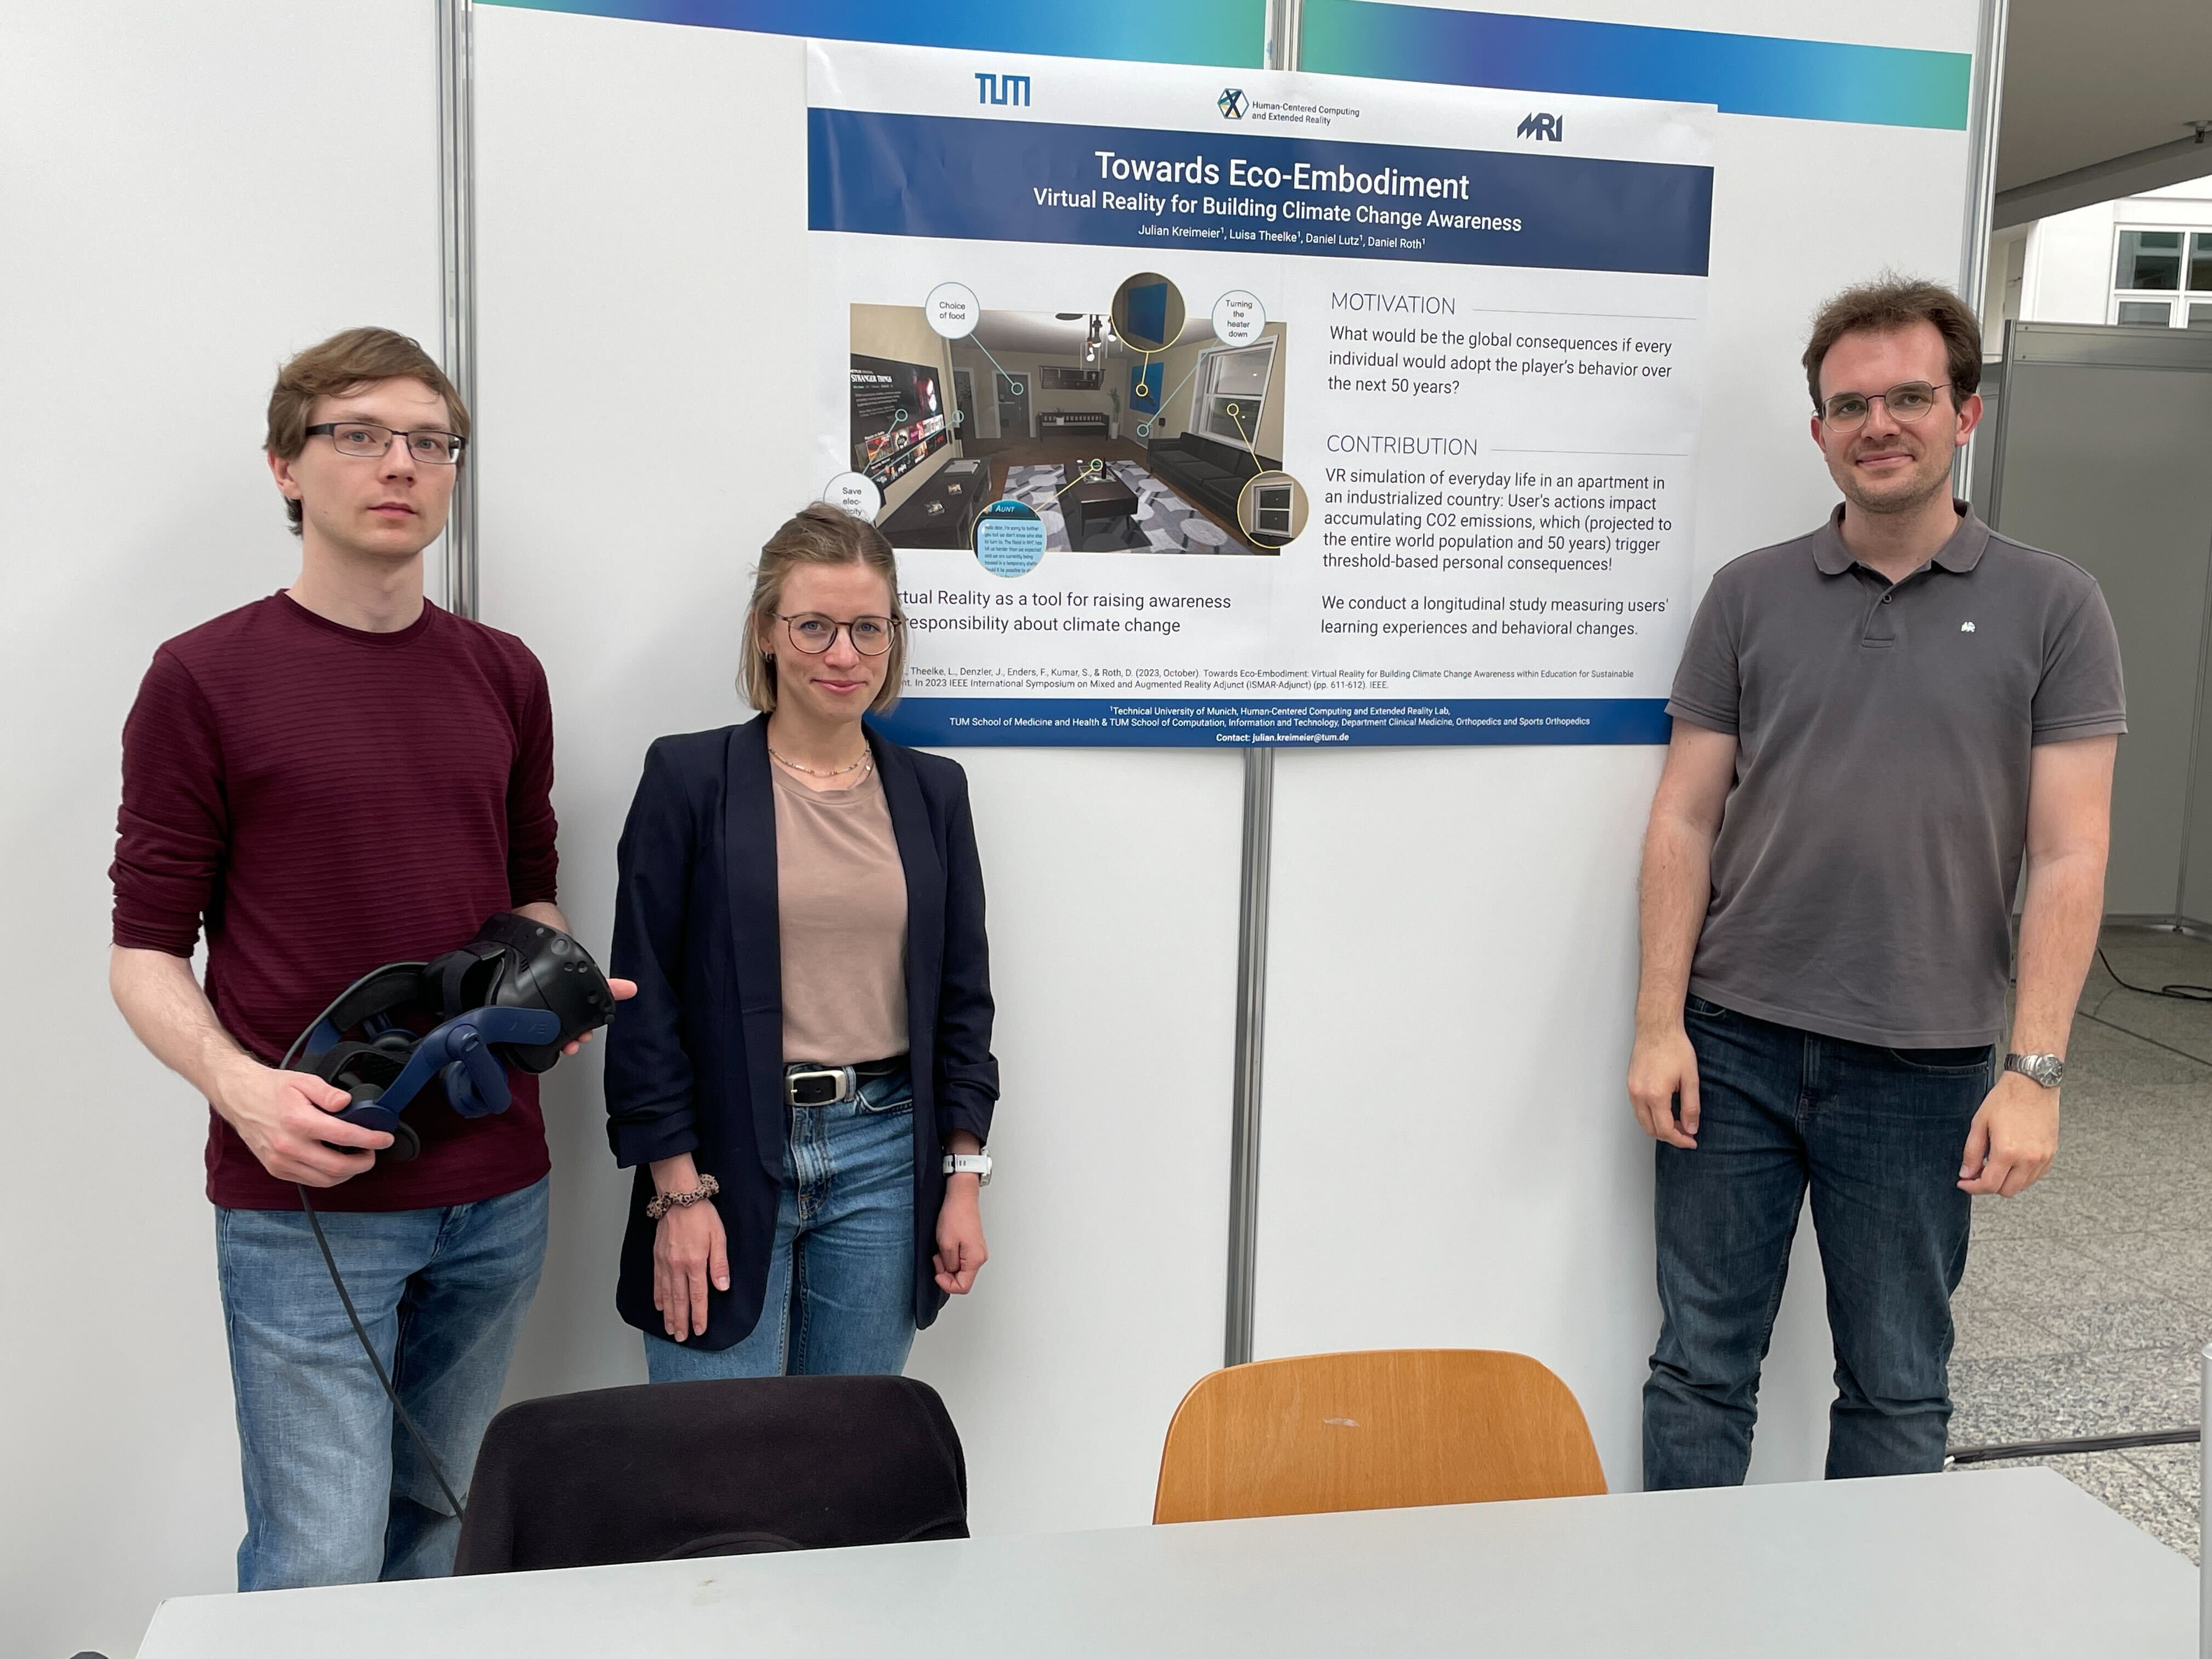 TUM
Human-Centered Computing
and Extended Reality
MRI
Towards Eco-Embodiment
Virtual Reality for Building Climate Change Awareness
Julian Kreimeier¹, Luisa Theelke¹, Daniel Lutz¹, Daniel Roth¹
Choice
of food
Turning
the
heater
down
STRANGER THINGS
Save
elec-
tricity
AUNT
rtual Reality as a tool for raising awareness
responsibility about climate change
MOTIVATION
What would be the global consequences if every
individual would adopt the player's behavior over
the next 50 years?
CONTRIBUTION
VR simulation of everyday life in an apartment in
an industrialized country: User's actions impact
accumulating CO2 emissions, which (projected to
the entire world population and 50 years) trigger
threshold-based personal consequences!
We conduct a longitudinal study measuring users'
learning experiences and behavioral changes.
., Theelke, L., Denzler, J., Enders, F., Kumar, S., & Roth, D. (2023, October). Towards Eco-Embodiment: Virtual Reality for Building Climate Change Awareness within Education for Sustainable
nt. In 2023 IEEE International Symposium on Mixed and Augmented Reality Adjunct (ISMAR-Adjunct) (pp. 611-612). IEEE.
¹Technical University of Munich, Human-Centered Computing and Extended Reality Lab,
TUM School of Medicine and Health & TUM School of Computation, Information and Technology, Department Clinical Medicine, Orthopedics and Sports Orthopedics
Contact: julian.kreimeier@tum.de